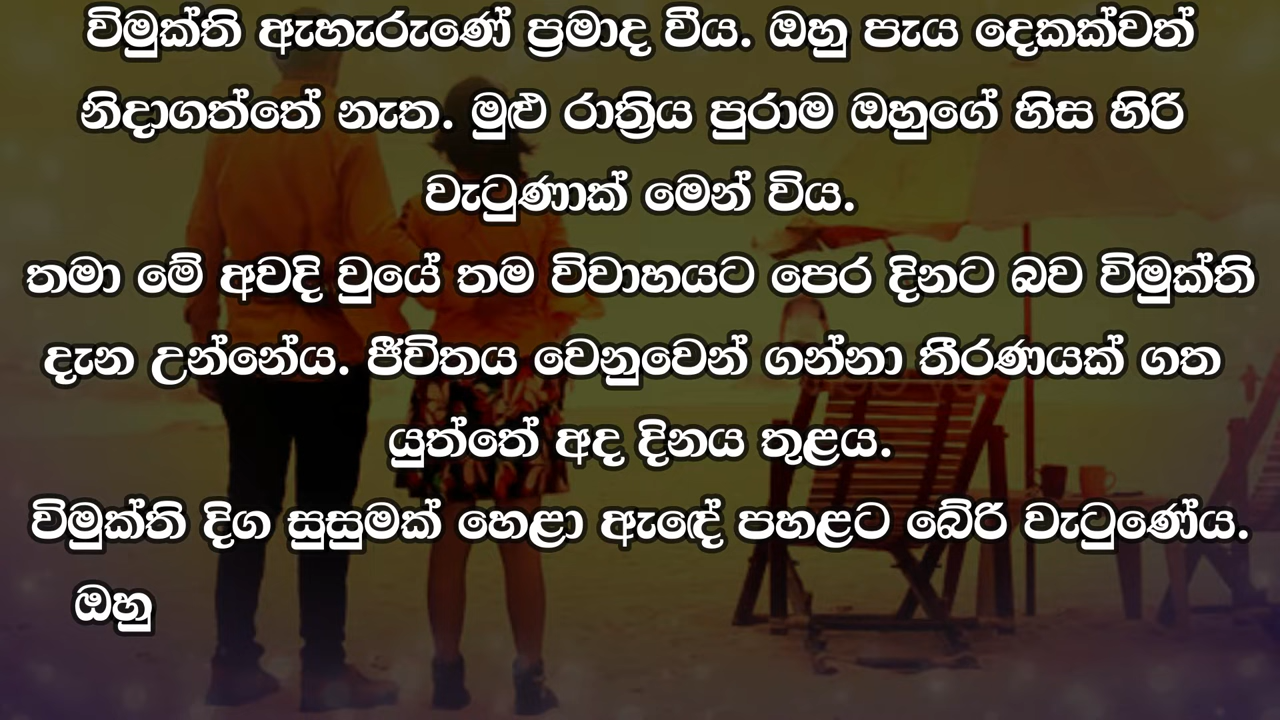 විමුක්ති ඇහැරුණේ ප්‍රමාද වීය. ඔහු පැය දෙකක්වත්
නිදාගත්තේ නැත. මුළු රාත්‍රිය පුරාම ඔහුගේ හිස හිරි
වැටුණාක් මෙන් විය.
තමා මේ අවදි වුයේ තම විවාහයට පෙර දිනට බව විමුක්ති
දැන උන්නේය. ජීවිතය වෙනුවෙන් ගන්නා තීරණයක් ගත
යුත්තේ අද දිනය තුළය.
විමුක්ති දිග සුසුමක් හෙළා ඇඳේ පහළට බේරි වැටුණේය.
ඔහු